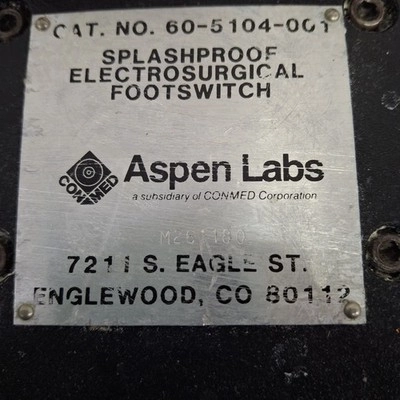 CAT. NO. 60-5104-001
SPLASHPROOF
ELECTROSURGICAL
FOOTSWITCH
CONMED
Aspen Labs
a subsidiary of CONMED Corporation
7211 S. EAGLE ST.
ENGLEWOOD, CO 80112